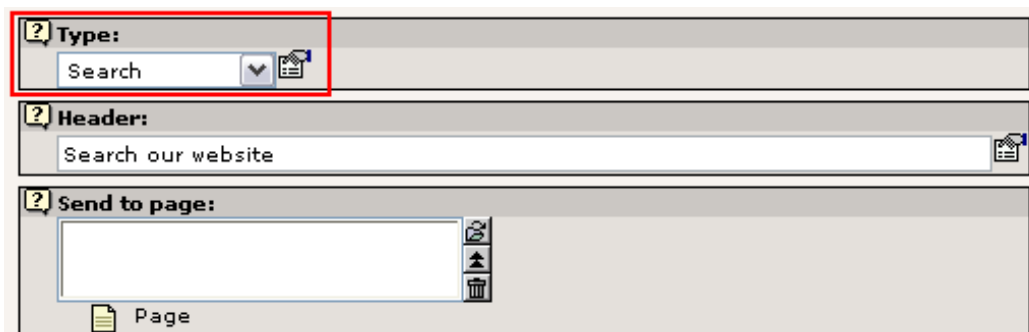 Type:
Search
Header:
Search our website
Send to page:
Page